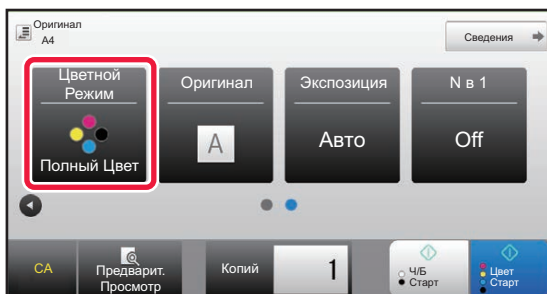 Оригинал
A4
Сведения
Цветной
Режим
Полный Цвет
Оригинал
A
Экспозиция
Авто
N в 1
Off
CA
Предварит.
Просмотр
Копий
1
Ч/Б
Старт
Цвет
Старт